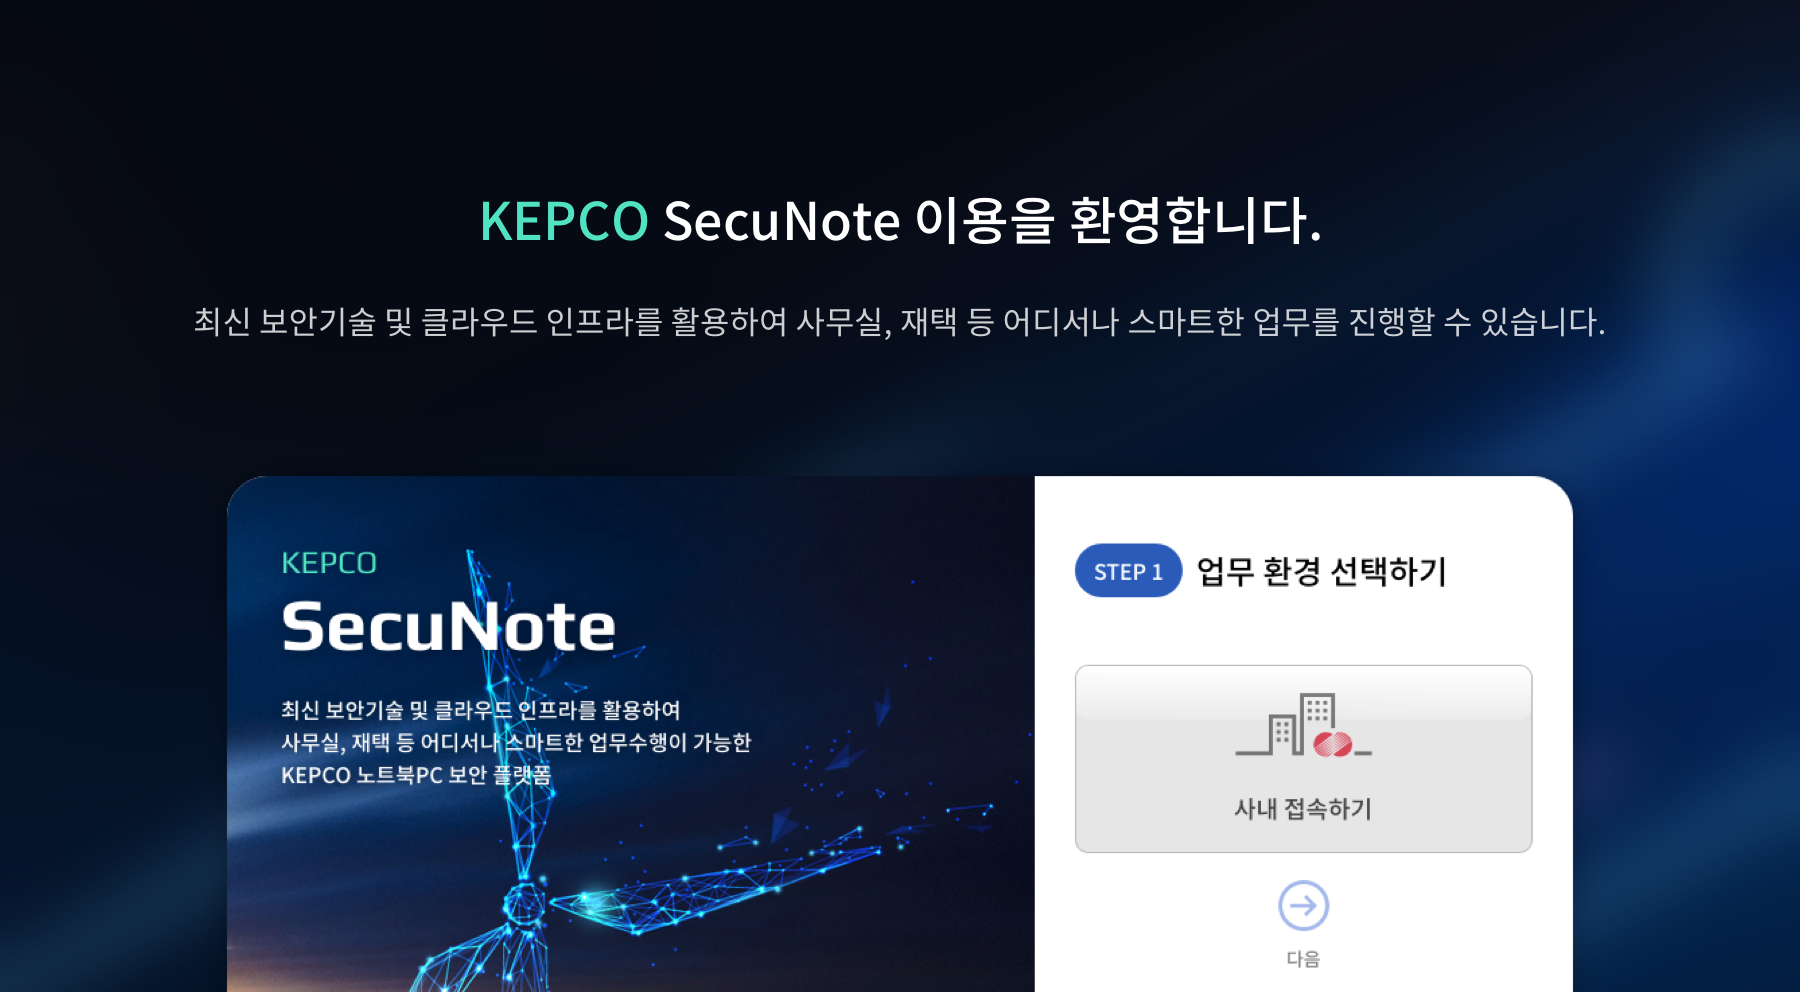 KEPCO SecuNote 이용을 환영합니다.
최신 보안기술 및 클라우드 인프라를 활용하여 사무실, 재택 등 어디서나 스마트한 업무를 진행할 수 있습니다.
KEPCO
SecuNote
최신 보안기술 및 클라우드 인프라를 활용하여
사무실, 재택 등 어디서나 스마트한 업무수행이 가능한
KEPCO 노트북PC 보안 플랫폼
STEP 1 업무 환경 선택하기
사내 접속하기
다음